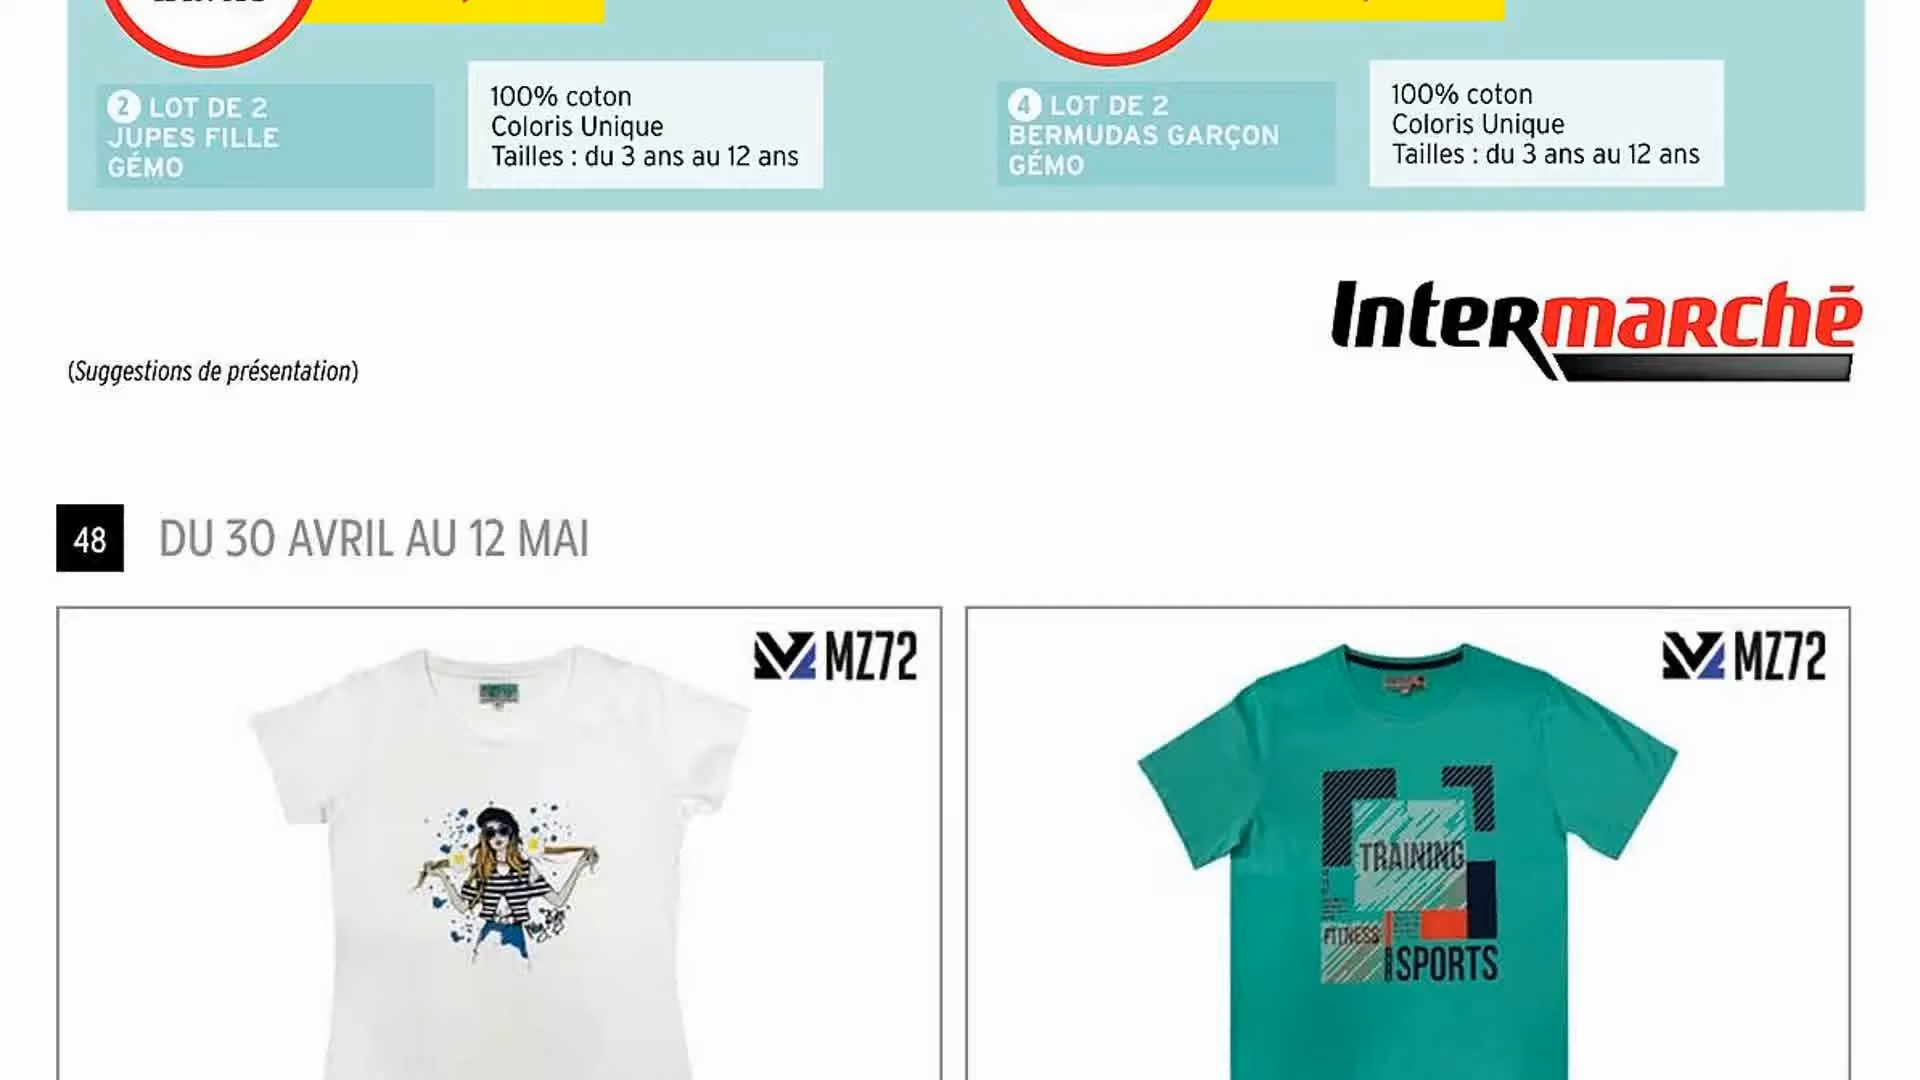 2 LOT DE 2
JUPES FILLE
GÉMO
100% coton
Coloris Unique
Tailles : du 3 ans au 12 ans
4 LOT DE 2
BERMUDAS GARÇON
GÉMO
100% coton
Coloris Unique
Tailles : du 3 ans au 12 ans
Intermarché
(Suggestions de présentation)
48 DU 30 AVRIL AU 12 MAI
MZ72
MZ72
TRAINING
FITNESS
SPORTS